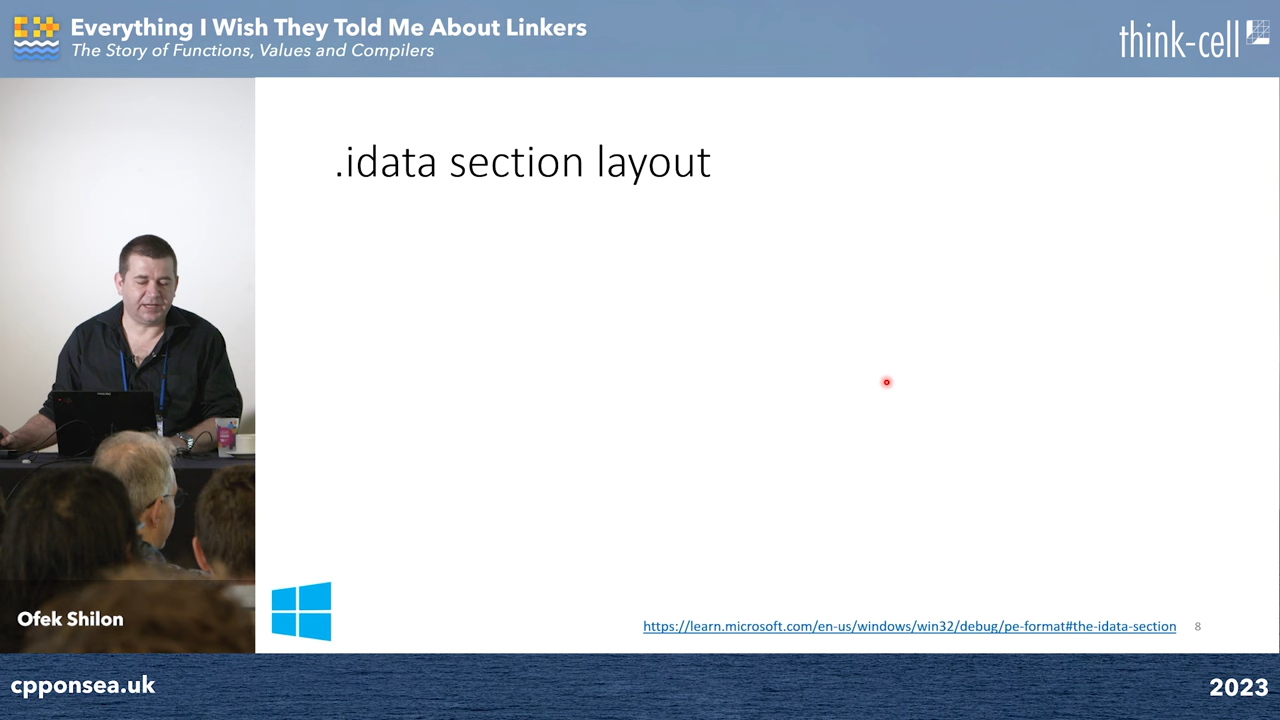 Everything I Wish They Told Me About Linkers
The Story of Functions, Values and Compilers
think-cell
.idata section layout
Ofek Shilon
https://learn.microsoft.com/en-us/windows/win32/debug/pe-format#the-idata-section
8
cpponsea.uk
2023